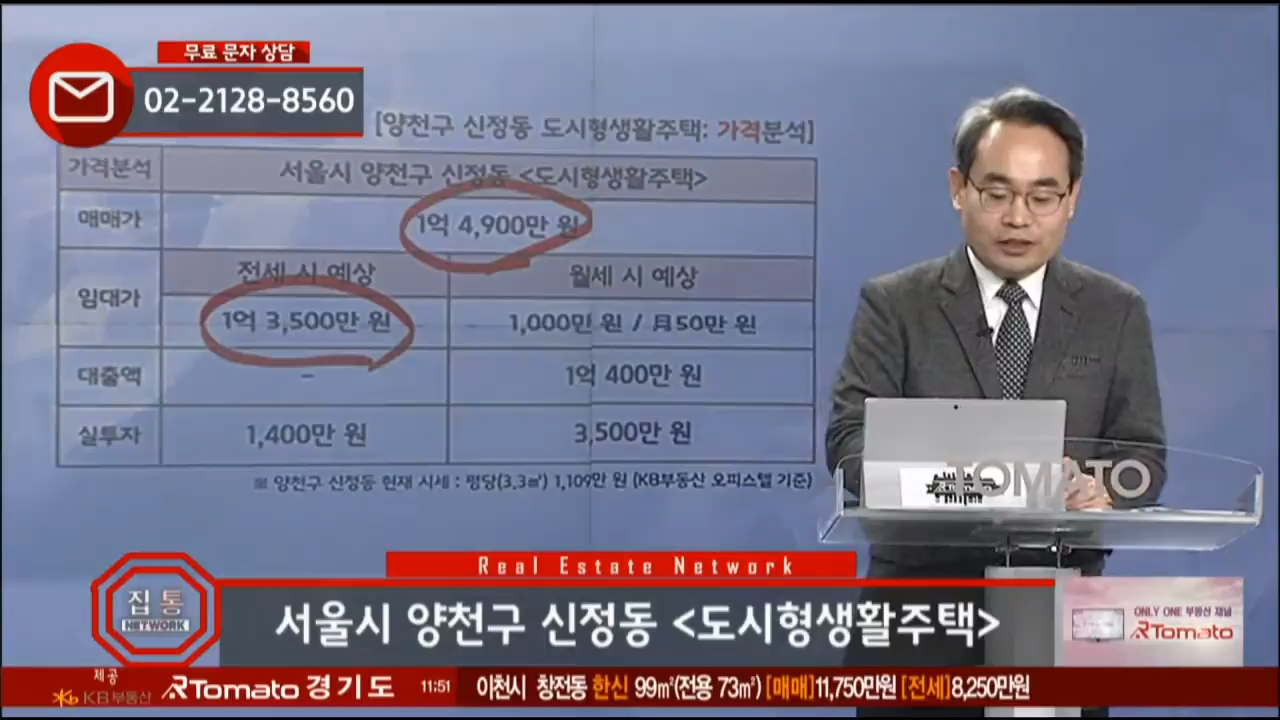 무료 문자 상담
02-2128-8560
[양천구 신정동 도시형생활주택: 가격분석]
가격분석 서울시 양천구 신정동 <도시형생활주택>
매매가 1억 4,900만 원
임대가 전세 시 예상 월세 시 예상
1억 3,500만 원 1,000만 원 / 月50만 원
대출액 - 1억 400만 원
실투자 1,400만 원 3,500만 원
※ 양천구 신정동 현재 시세 : 평당(3.3㎡) 1,109만 원 (KB부동산 오피스텔 기준)
TOMATO
Real Estate Network
집통
NETWORK
서울시 양천구 신정동 <도시형생활주택>
ONLY ONE 부동산 채널
RTomato
제공
KB부동산
RTomato 경기도 11:51 이천시 창전동 한신 99㎡(전용 73㎡) [매매]11,750만원 [전세]8,250만원